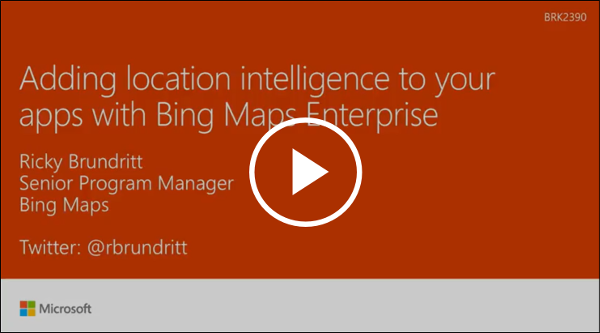 BRK2390
Adding location intelligence to your
apps with Bing Maps Enterprise
Ricky Brundritt
Senior Program Manager
Bing Maps
Twitter: @rbrundritt
Microsoft